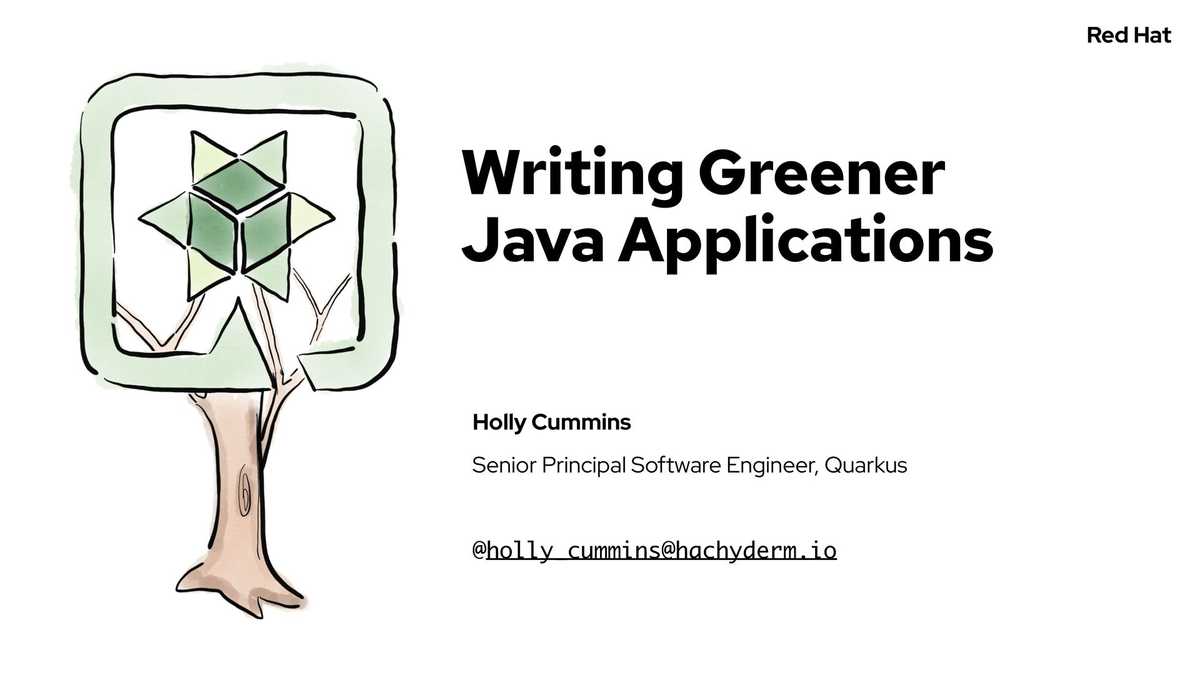 Red Hat
Writing Greener
Java Applications
Holly Cummins
Senior Principal Software Engineer, Quarkus
@holly_cummins@hachyderm.io